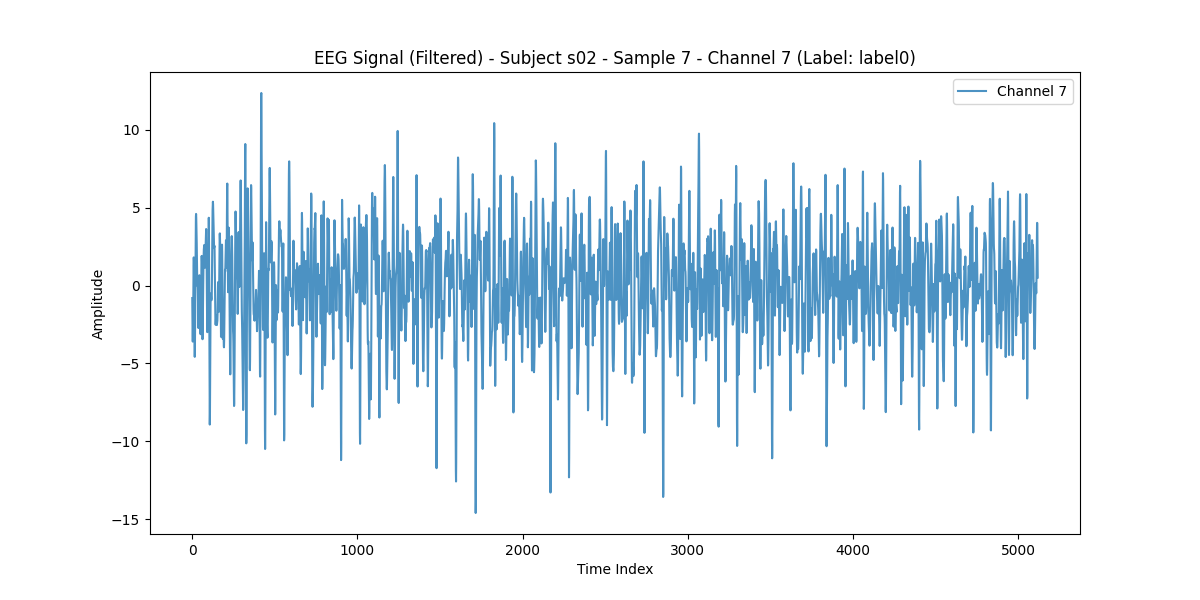 EEG Signal (Filtered) - Subject s02 - Sample 7 - Channel 7 (Label: label0)
Channel 7
10
5
0
−5
−10
−15
Amplitude
0 1000 2000 3000 4000 5000
Time Index